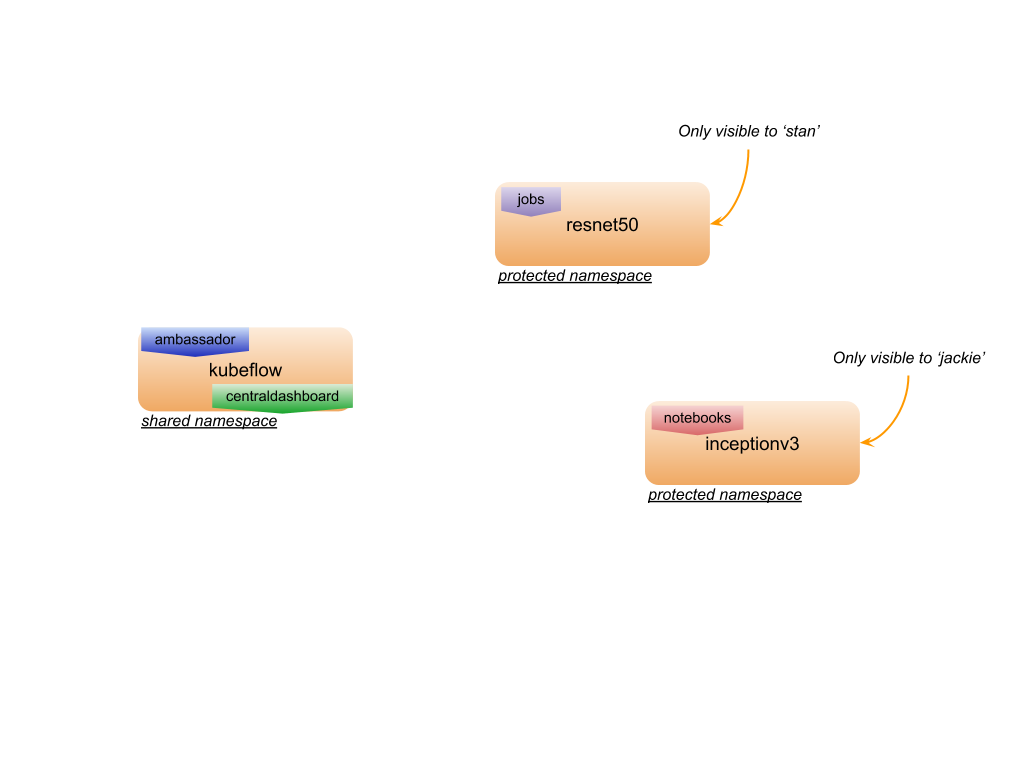 Only visible to ‘stan’
jobs
resnet50
protected namespace
ambassador
kubeflow
centraldashboard
shared namespace
Only visible to ‘jackie’
notebooks
inceptionv3
protected namespace